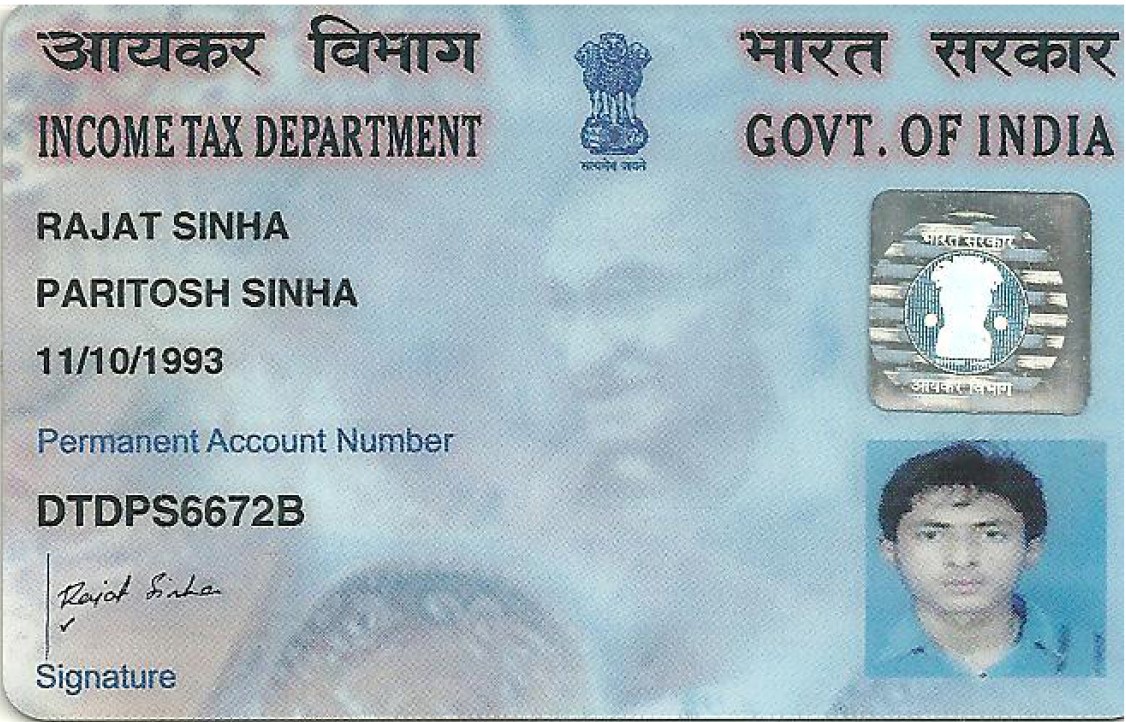 आयकर विभाग
INCOME TAX DEPARTMENT
सत्यमेव जयते
भारत सरकार
GOVT. OF INDIA
RAJAT SINHA
PARITOSH SINHA
11/10/1993
Permanent Account Number
DTDPS6672B
Rajat Sinha
Signature
भारत सरकार
आयकर विभाग